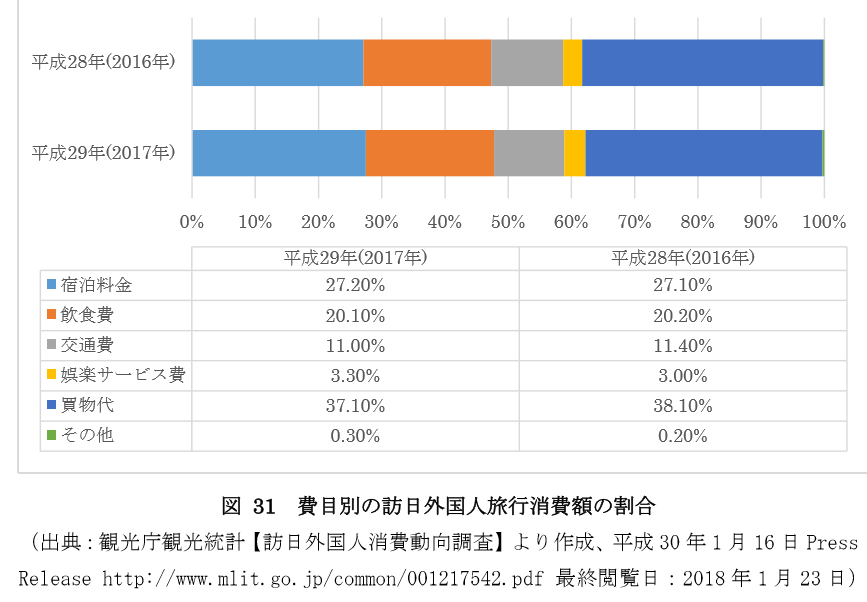 平成28年(2016年)
平成29年(2017年)
0% 10% 20% 30% 40% 50% 60% 70% 80% 90% 100%
平成29年(2017年) 平成28年(2016年)
宿泊料金 27.20% 27.10%
飲食費 20.10% 20.20%
交通費 11.00% 11.40%
娯楽サービス費 3.30% 3.00%
買物代 37.10% 38.10%
その他 0.30% 0.20%
図 31 費目別の訪日外国人旅行消費額の割合
（出典：観光庁観光統計【訪日外国人消費動向調査】より作成、平成 30 年 1 月 16 日 Press
Release http://www.mlit.go.jp/common/001217542.pdf 最終閲覧日：2018 年 1 月 23 日）